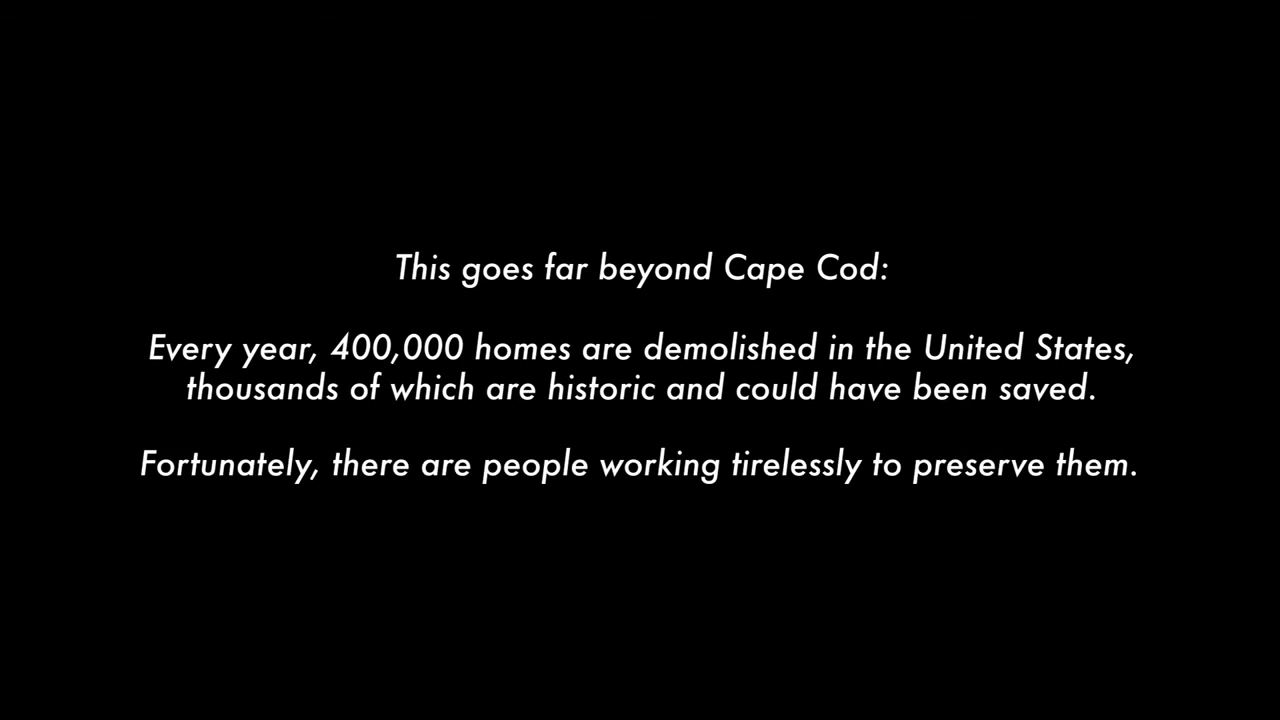 This goes far beyond Cape Cod:
Every year, 400,000 homes are demolished in the United States,
thousands of which are historic and could have been saved.
Fortunately, there are people working tirelessly to preserve them.